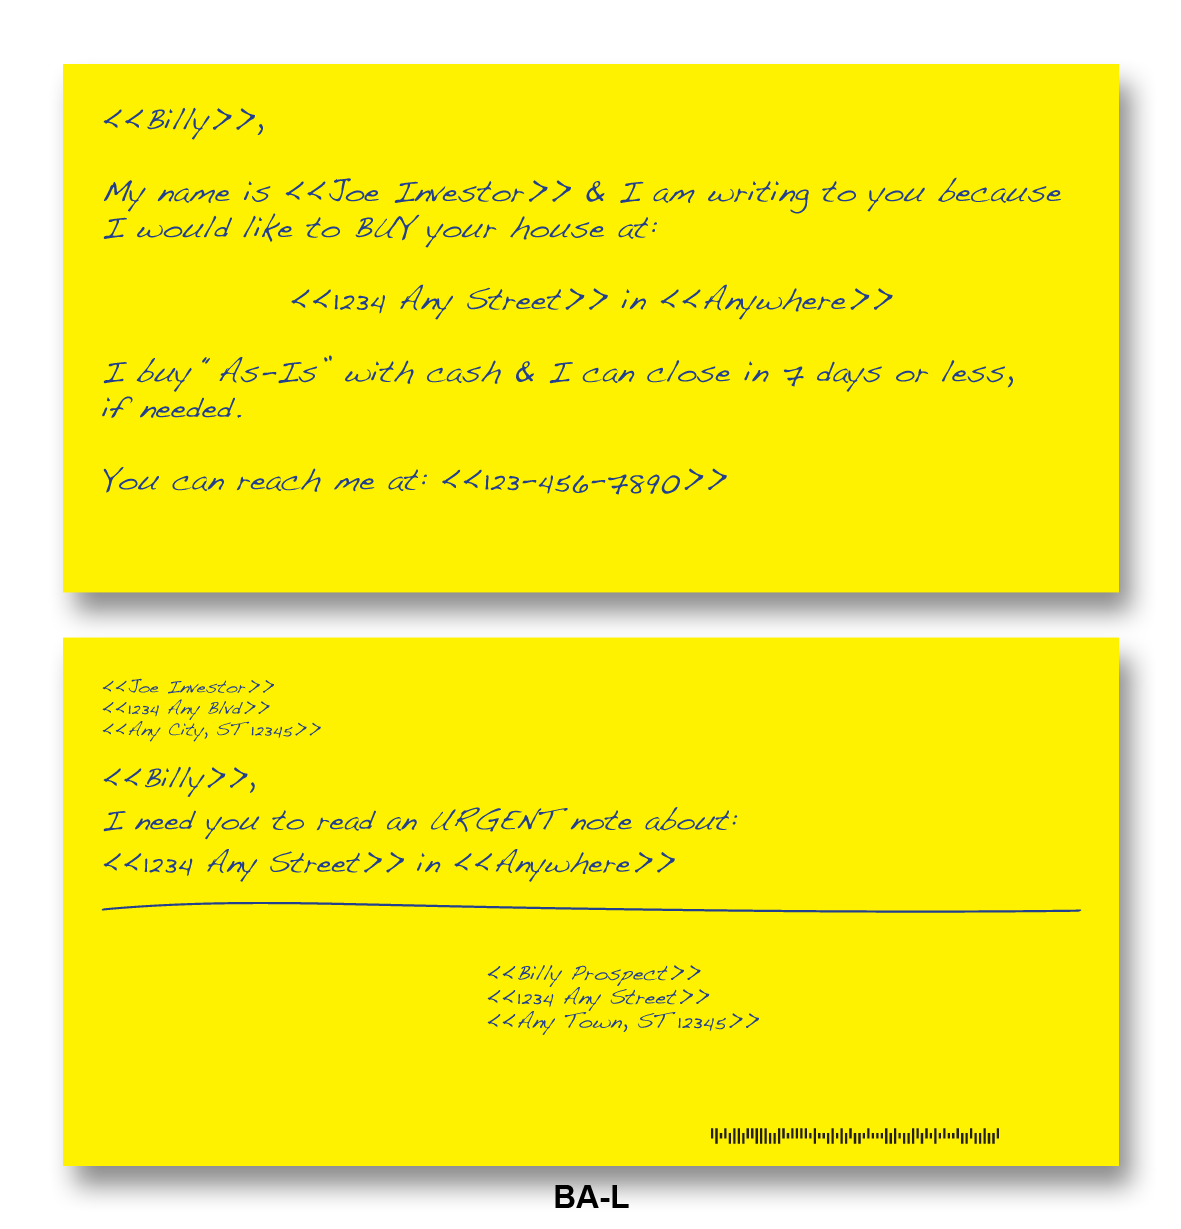 <<Billy>>,
My name is <<Joe Investor>> & I am writing to you because
I would like to BUY your house at:
<<1234 Any Street>> in <<Anywhere>>
I buy "As-Is" with cash & I can close in 7 days or less,
if needed.
You can reach me at: <<123-456-7890>>
<<Joe Investor>>
<<1234 Any Blvd>>
<<Any City, ST 12345>>
<<Billy>>,
I need you to read an URGENT note about:
<<1234 Any Street>> in <<Anywhere>>
<<Billy Prospect>>
<<1234 Any Street>>
<<Any Town, ST 12345>>
BA-L